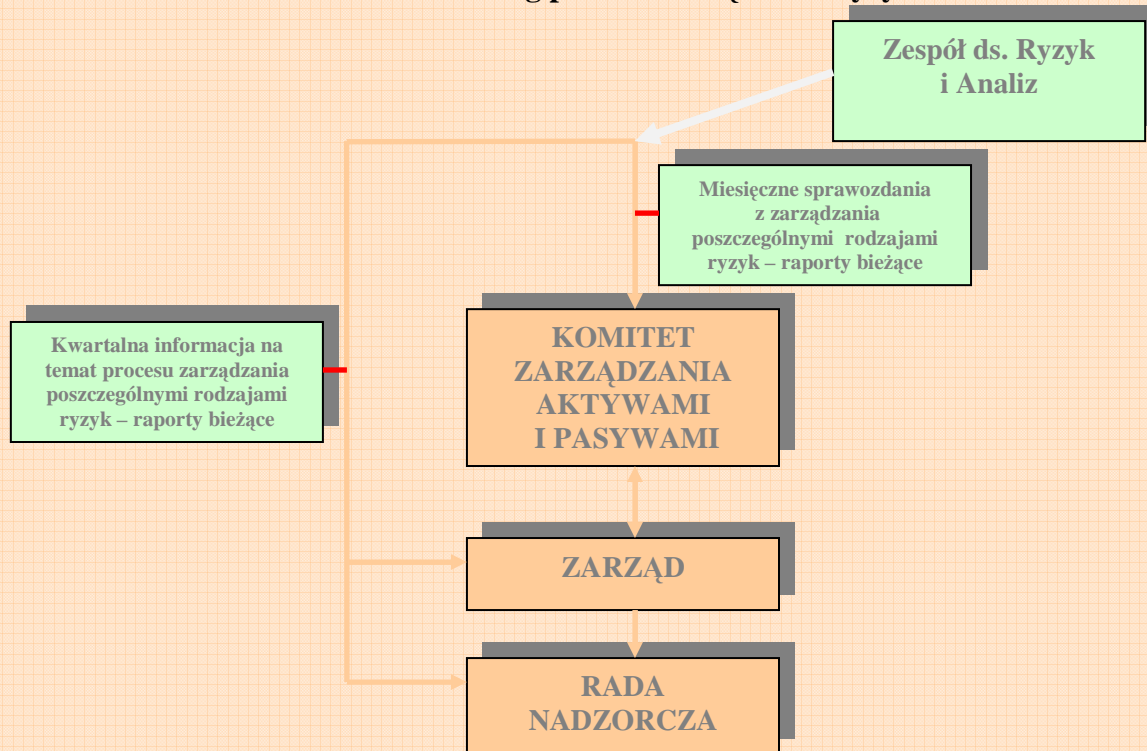 Zespół ds. Ryzyk
i Analiz
Miesięczne sprawozdania
z zarządzania
poszczególnymi rodzajami
ryzyk – raporty bieżące
Kwartalna informacja na
temat procesu zarządzania
poszczególnymi rodzajami
ryzyk – raporty bieżące
KOMITET
ZARZĄDZANIA
AKTYWAMI
I PASYWAMI
ZARZĄD
RADA
NADZORCZA